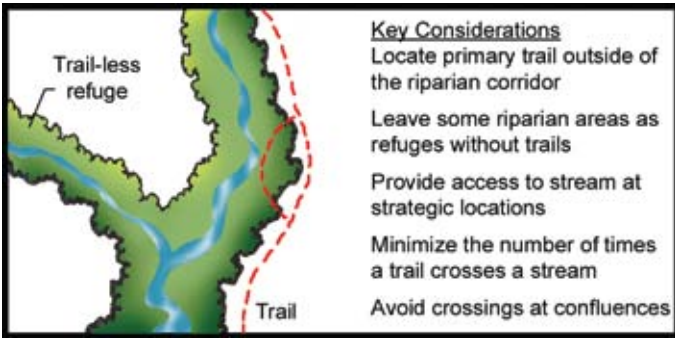 Trail-less
refuge
Trail
Key Considerations
Locate primary trail outside of
the riparian corridor
Leave some riparian areas as
refuges without trails
Provide access to stream at
strategic locations
Minimize the number of times
a trail crosses a stream
Avoid crossings at confluences